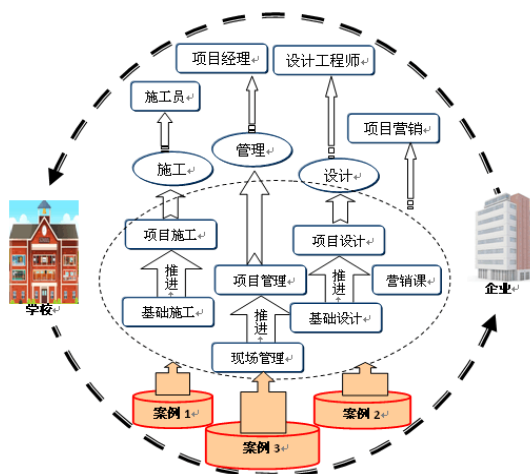 项目经理
设计工程师
施工员
项目营销
施工
管理
设计
项目施工
项目设计
推进
项目管理
推进
营销课
学校
企业
基础施工
推进
基础设计
现场管理
案例 1
案例 2
案例 3